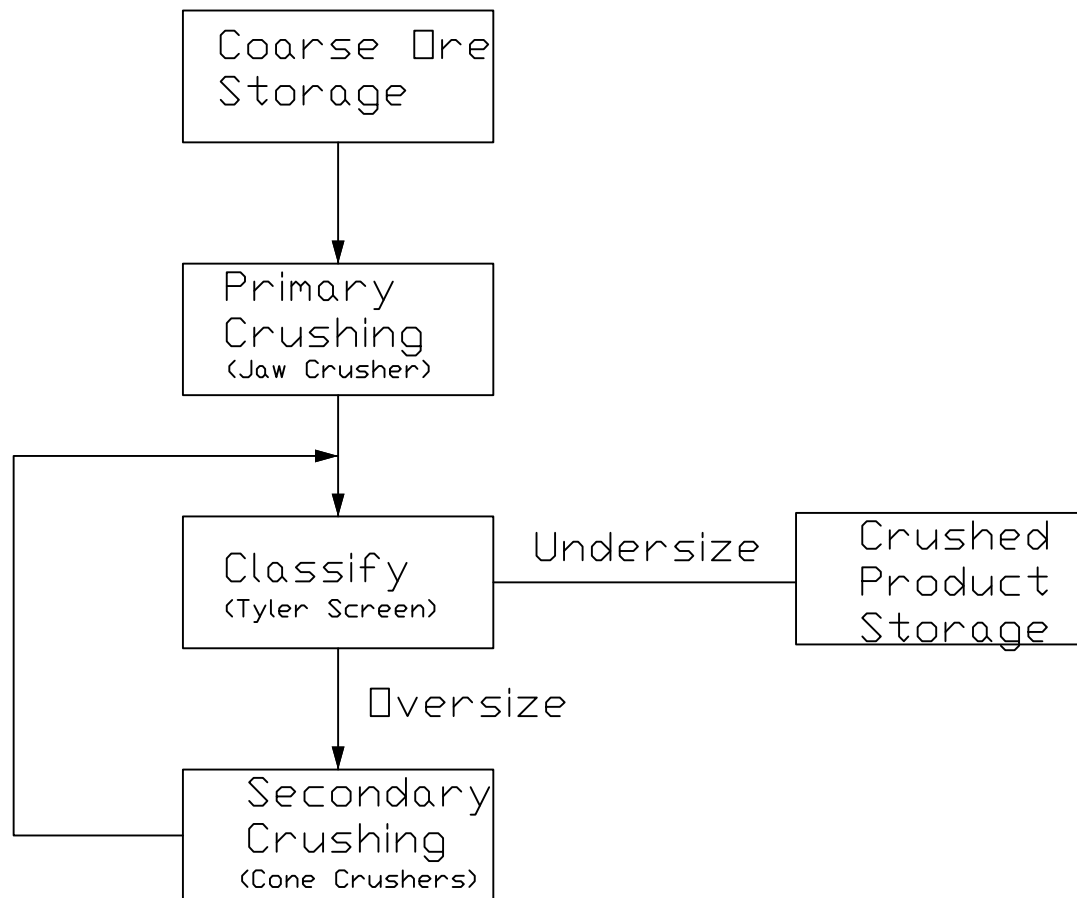 Coarse Ore
Storage
Primary
Crushing
(Jaw Crusher)
Classify
(Tyler Screen)
Undersize
Crushed
Product
Storage
Oversize
Secondary
Crushing
(Cone Crushers)